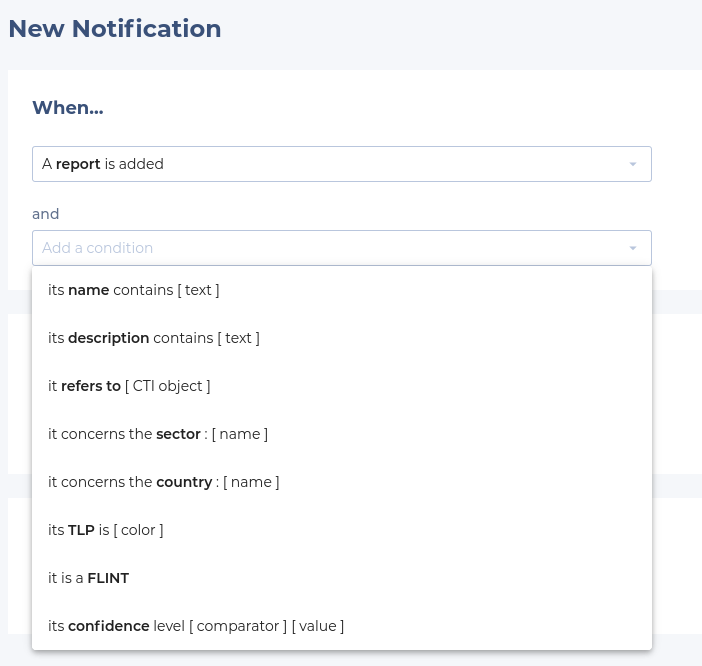 New Notification
When...
A report is added
and
Add a condition
its name contains [ text ]
its description contains [ text ]
it refers to [ CTI object ]
it concerns the sector : [ name ]
it concerns the country : [ name ]
its TLP is [ color ]
it is a FLINT
its confidence level [ comparator ] [ value ]